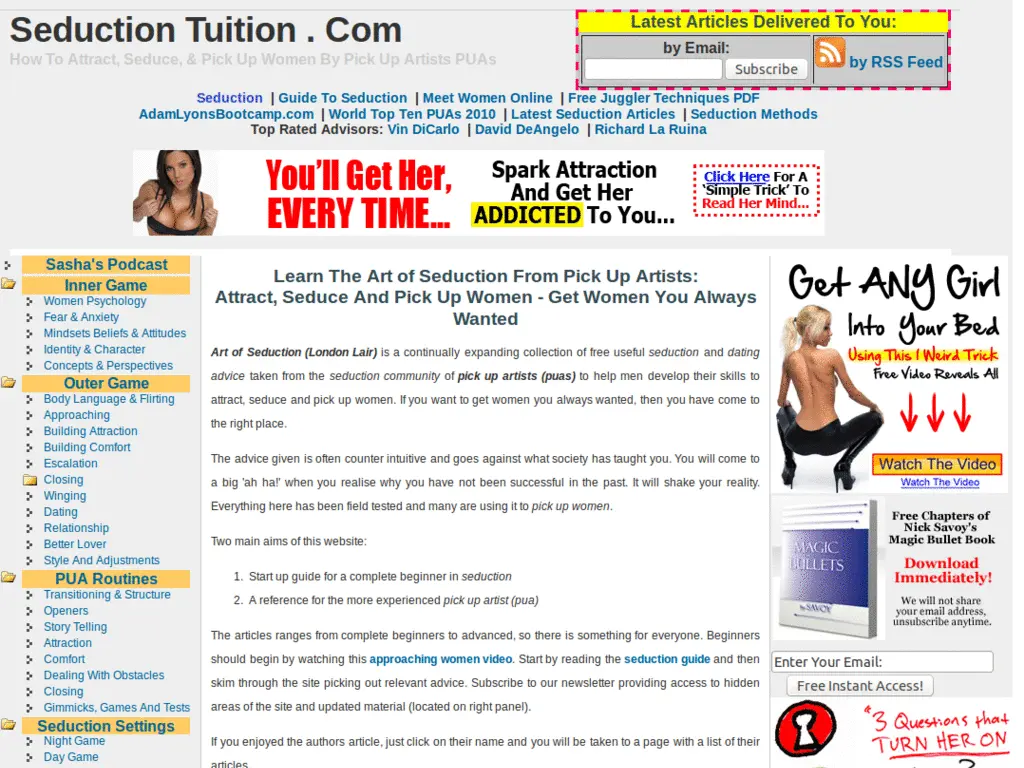 Seduction Tuition . Com
How To Attract, Seduce, & Pick Up Women By Pick Up Artists PUAs
Latest Articles Delivered To You:
by Email:
Subscribe
by RSS Feed
Seduction | Guide To Seduction | Meet Women Online | Free Juggler Techniques PDF
AdamLyonsBootcamp.com | World Top Ten PUAs 2010 | Latest Seduction Articles | Seduction Methods
Top Rated Advisors: Vin DiCarlo | David DeAngelo | Richard La Ruina
You'll Get Her,
EVERY TIME...
Spark Attraction
And Get Her
ADDICTED To You...
Click Here For A
'Simple Trick' To
Read Her Mind...
Sasha's Podcast
Inner Game
Women Psychology
Fear & Anxiety
Mindsets Beliefs & Attitudes
Identity & Character
Concepts & Perspectives
Outer Game
Body Language & Flirting
Approaching
Building Attraction
Building Comfort
Escalation
Closing
Winging
Dating
Relationship
Better Lover
Style And Adjustments
PUA Routines
Transitioning & Structure
Openers
Story Telling
Attraction
Comfort
Dealing With Obstacles
Closing
Gimmicks, Games And Tests
Seduction Settings
Night Game
Day Game
Learn The Art of Seduction From Pick Up Artists:
Attract, Seduce And Pick Up Women - Get Women You Always
Wanted
Art of Seduction (London Lair) is a continually expanding collection of free useful seduction and dating
advice taken from the seduction community of pick up artists (puas) to help men develop their skills to
attract, seduce and pick up women. If you want to get women you always wanted, then you have come to
the right place.
The advice given is often counter intuitive and goes against what society has taught you. You will come to
a big 'ah ha!' when you realise why you have not been successful in the past. It will shake your reality.
Everything here has been field tested and many are using it to pick up women.
Two main aims of this website:
1. Start up guide for a complete beginner in seduction
2. A reference for the more experienced pick up artist (pua)
The articles ranges from complete beginners to advanced, so there is something for everyone. Beginners
should begin by watching this approaching women video. Start by reading the seduction guide and then
skim through the site picking out relevant advice. Subscribe to our newsletter providing access to hidden
areas of the site and updated material (located on right panel).
If you enjoyed the authors article, just click on their name and you will be taken to a page with a list of their
articles.
Get ANY Girl
Into Your Bed
Using This 1 Weird Trick
Free Video Reveals All
Watch The Video
Watch The Video
MAGIC
BULLETS
by SAVOY
Free Chapters of
Nick Savoy's
Magic Bullet Book
Download
Immediately!
We will not share
your email address,
unsubscribe anytime.
Enter Your Email:
Free Instant Access!
"3 Questions that
TURN HER ON